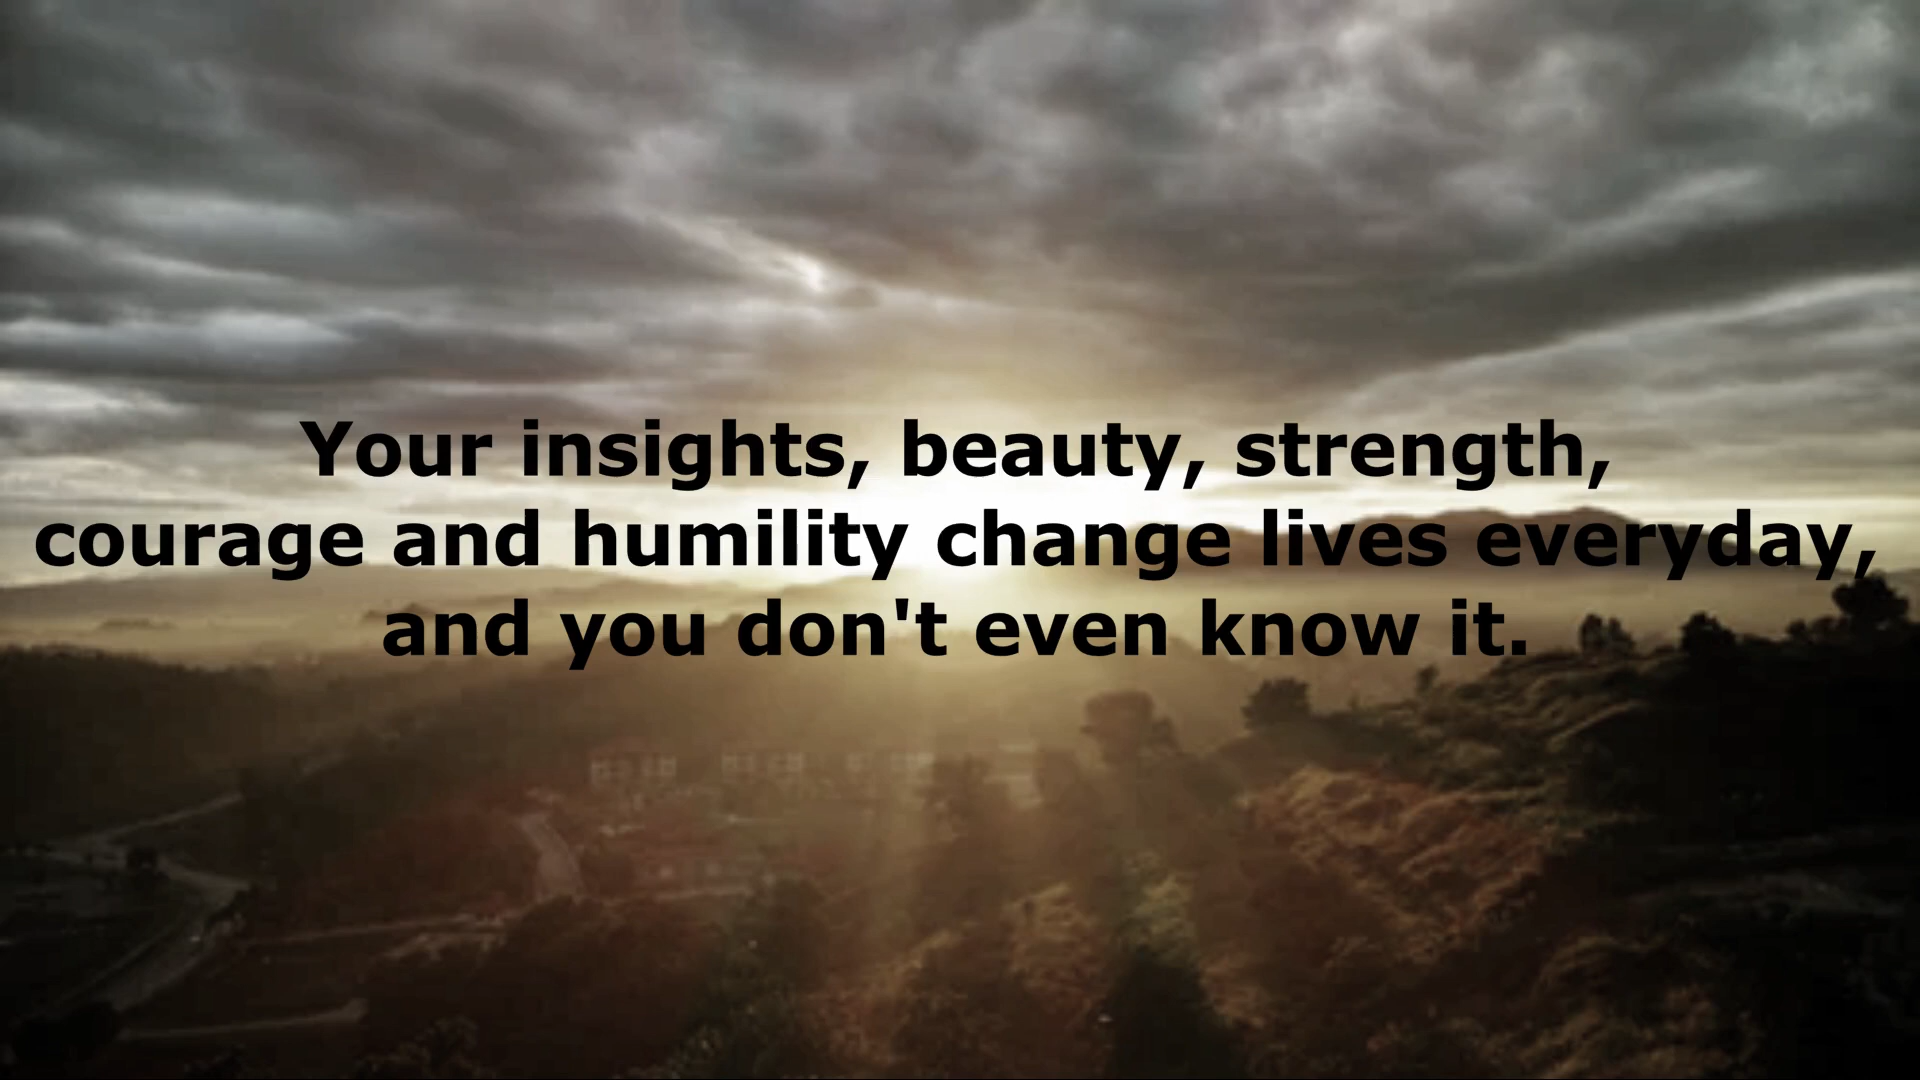 Your insights, beauty, strength,
courage and humility change lives everyday,
and you don't even know it.